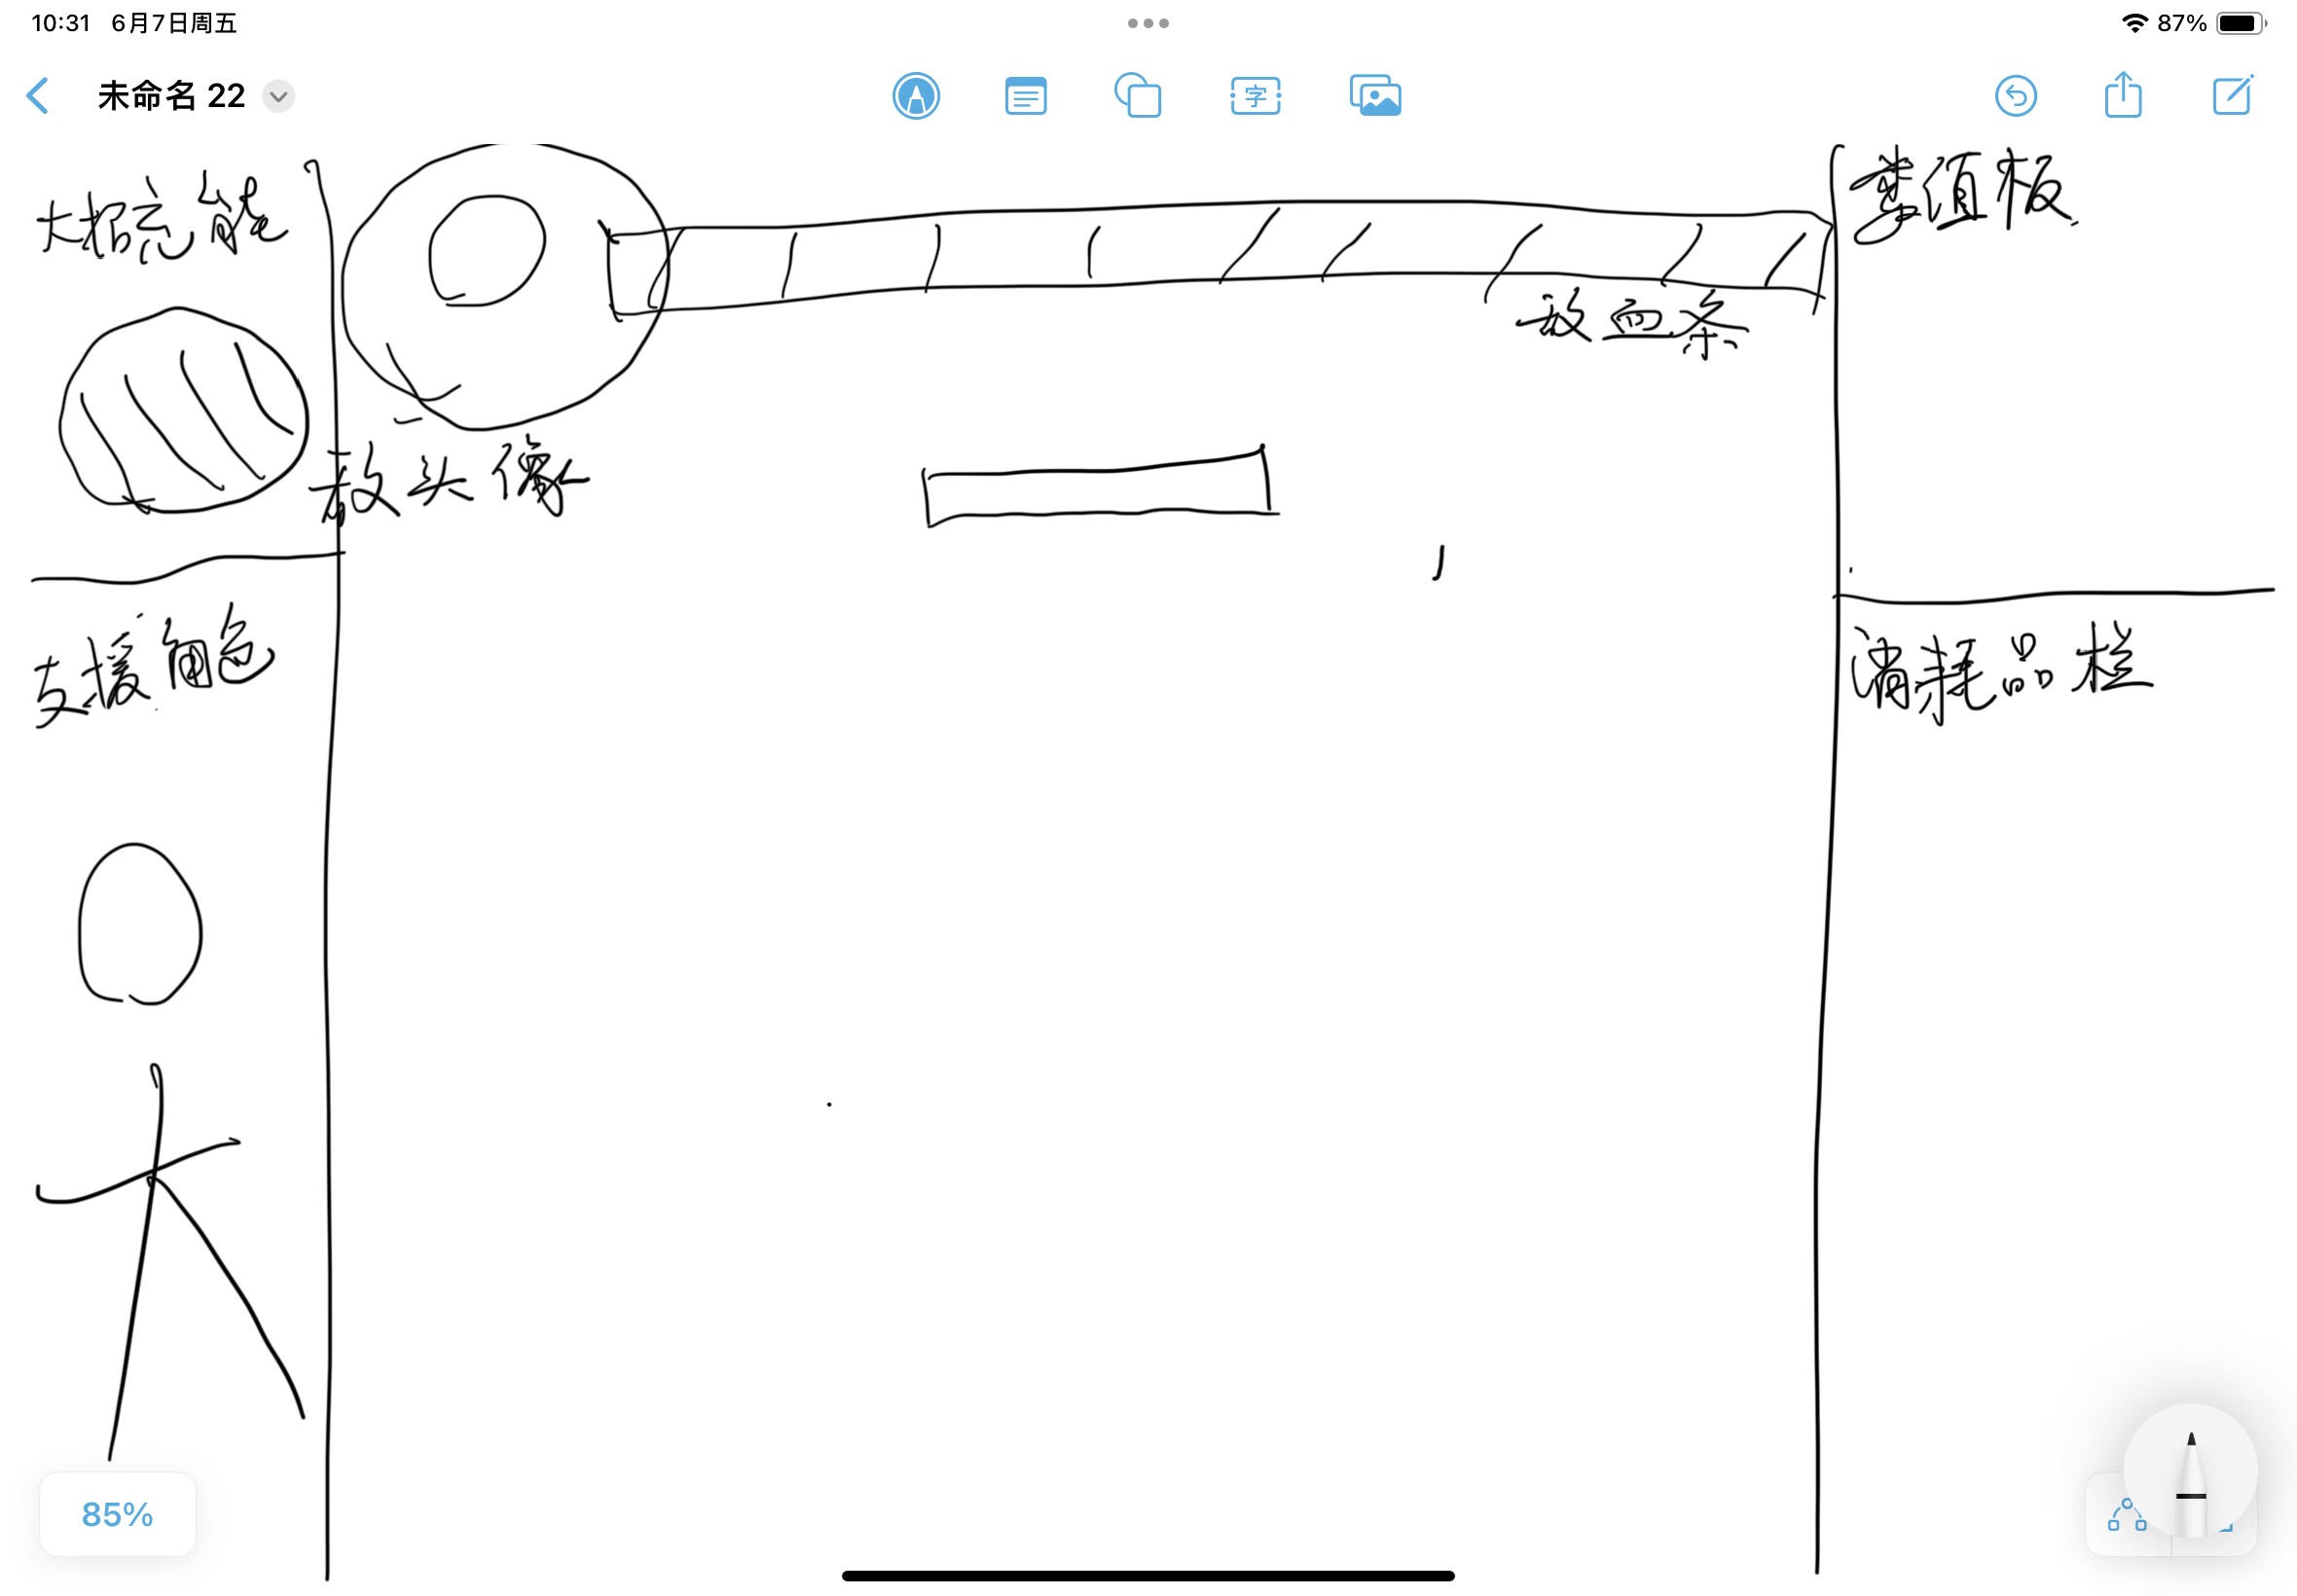 10:31 6月7日周五
87%
未命名 22
字
大招充能
数值板
敌血条
敌头像
支援角色
消耗品栏
85%